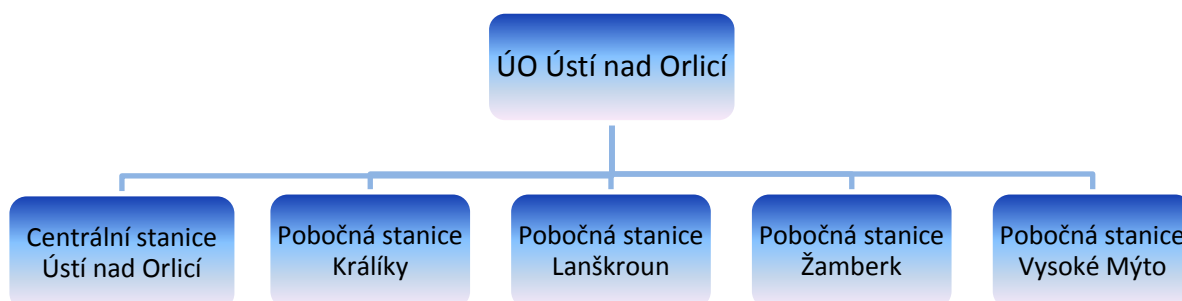 ÚO Ústí nad Orlicí
Centrální stanice
Ústí nad Orlicí
Pobočná stanice
Králíky
Pobočná stanice
Lanškroun
Pobočná stanice
Žamberk
Pobočná stanice
Vysoké Mýto